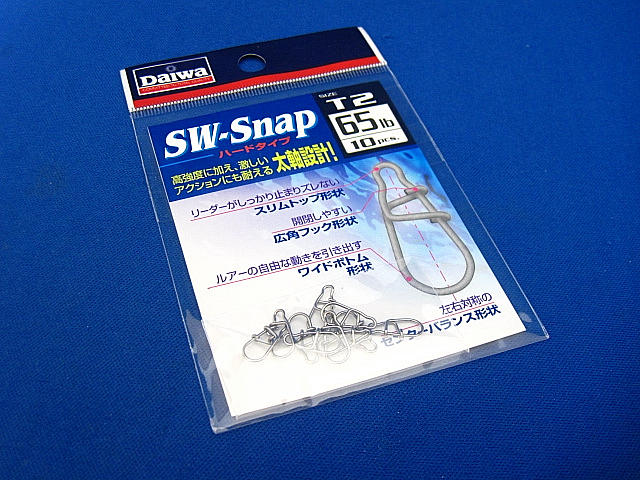 Daiwa
SIZE
T2
65lb
10pcs.
SW-Snap
ハードタイプ
高強度に加え、激しい
アクションにも耐える
太軸設計!
リーダーがしっかり止まりズレない
スリムトップ形状
開閉しやすい
広角フック形状
ルアーの自由な動きを引き出す
ワイドボトム
形状
左右対称の
センターバランス形状